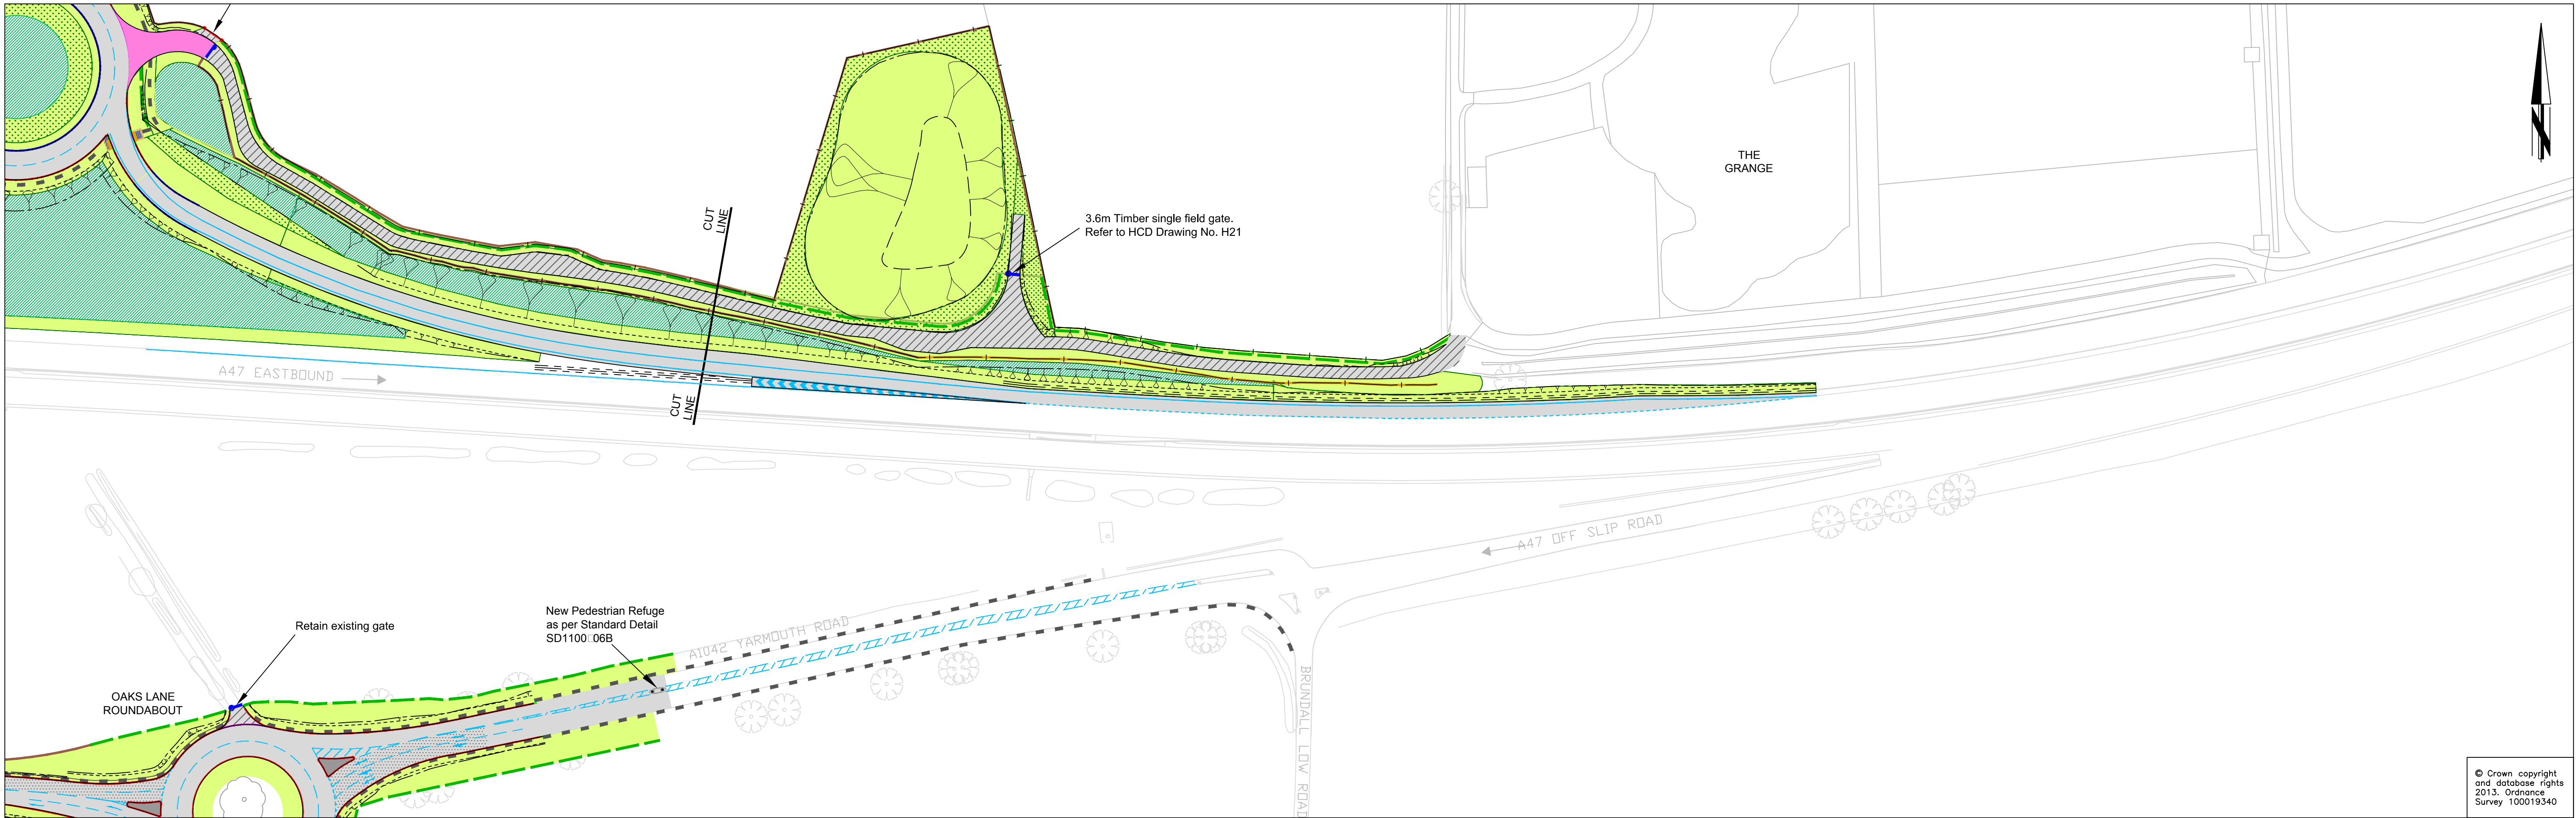 THE
GRANGE
CUT
LINE
3.6m Timber single field gate.
Refer to HCD Drawing No. H21
A47 EASTBOUND
CUT
LINE
A47 OFF SLIP ROAD
New Pedestrian Refuge
as per Standard Detail
SD1100□06B
Retain existing gate
A1042 YARMOUTH ROAD
OAKS LANE
ROUNDABOUT
BRUNDALL LOW ROAD
N
© Crown copyright
and database rights
2013. Ordnance
Survey 100019340